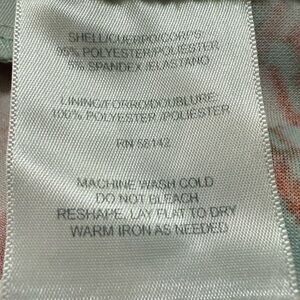 SHELL/CUERPO/CORPS:
95% POLYESTER/POLIESTER
5% SPANDEX /ELASTANO
LINING/FORRO/DOUBLURE:
100% POLYESTER /POLIESTER
RN 58142
MACHINE WASH COLD
DO NOT BLEACH
RESHAPE, LAY FLAT TO DRY
WARM IRON AS NEEDED